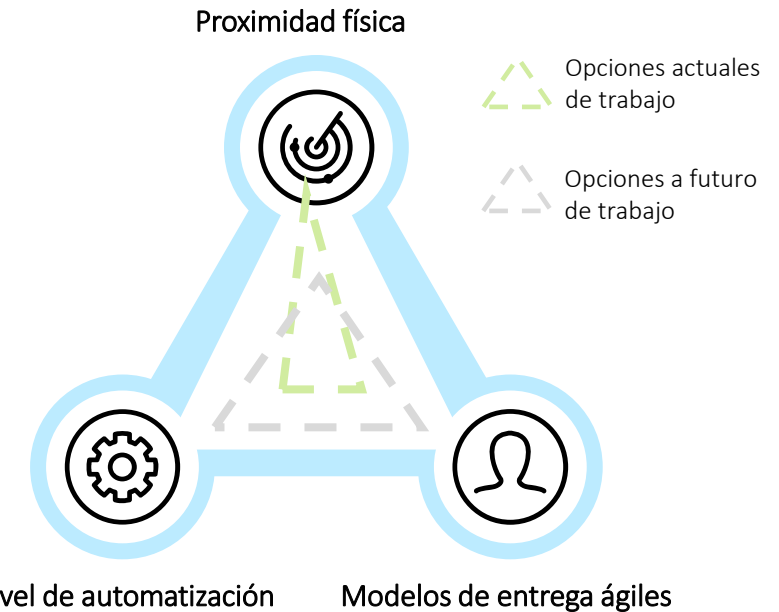 Proximidad física
Opciones actuales
de trabajo
Opciones a futuro
de trabajo
vel de automatización
Modelos de entrega ágiles